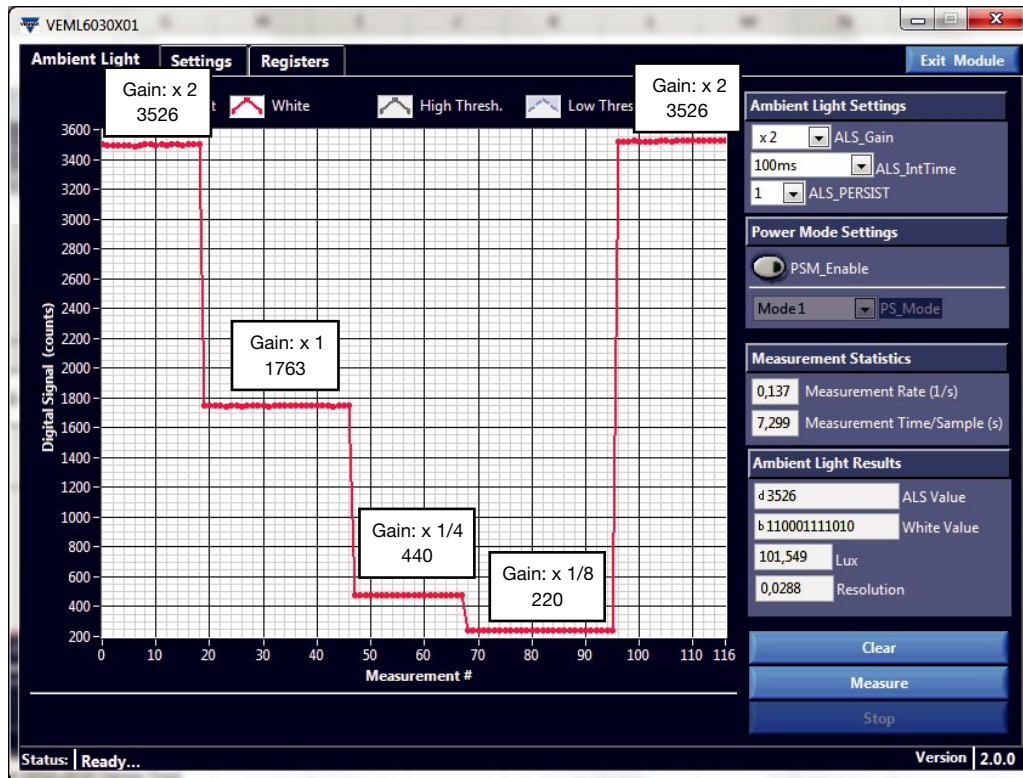 VEML6030X01
Ambient Light
Settings
Registers
Exit Module
White
High Thresh.
Low Thres
Gain: x 2
3526
Gain: x 1
1763
Gain: x 1/4
440
Gain: x 1/8
220
Gain: x 2
3526
Digital Signal (counts)
3600
3400
3200
3000
2800
2600
2400
2200
2000
1800
1600
1400
1200
1000
800
600
400
200
0 10 20 30 40 50 60 70 80 90 100 110 116
Measurement #
Ambient Light Settings
x 2 ALS_Gain
100ms ALS_IntTime
1 ALS_PERSIST
Power Mode Settings
PSM_Enable
Mode1 PS_Mode
Measurement Statistics
0,137 Measurement Rate (1/s)
7,299 Measurement Time/Sample (s)
Ambient Light Results
d 3526 ALS Value
b 110001111010 White Value
101,549 Lux
0,0288 Resolution
Clear
Measure
Stop
Status: Ready...
Version 2.0.0